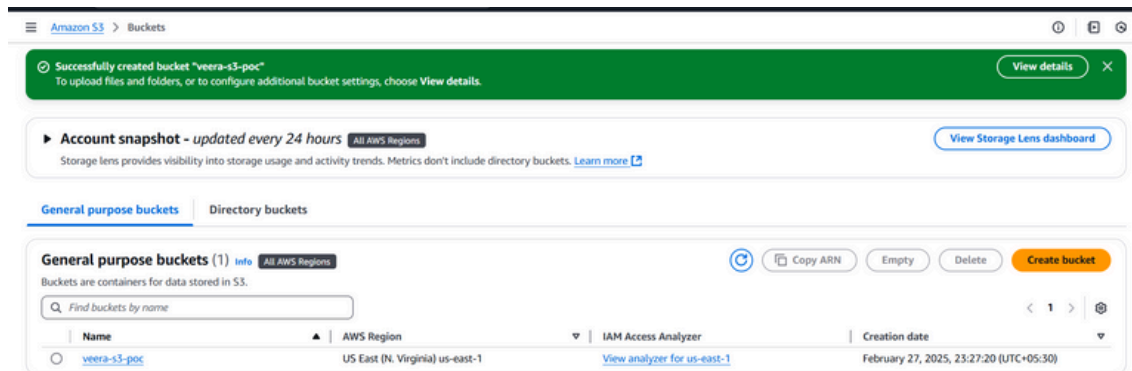 Amazon S3 > Buckets
Successfully created bucket "veera-s3-poc"
To upload files and folders, or to configure additional bucket settings, choose View details.
View details
Account snapshot - updated every 24 hours All AWS Regions
View Storage Lens dashboard
Storage lens provides visibility into storage usage and activity trends. Metrics don't include directory buckets. Learn more
General purpose buckets Directory buckets
General purpose buckets (1) Info All AWS Regions
Copy ARN Empty Delete Create bucket
Buckets are containers for data stored in S3.
Find buckets by name
< 1 >
Name AWS Region IAM Access Analyzer Creation date
veera-s3-poc US East (N. Virginia) us-east-1 View analyzer for us-east-1 February 27, 2025, 23:27:20 (UTC+05:30)